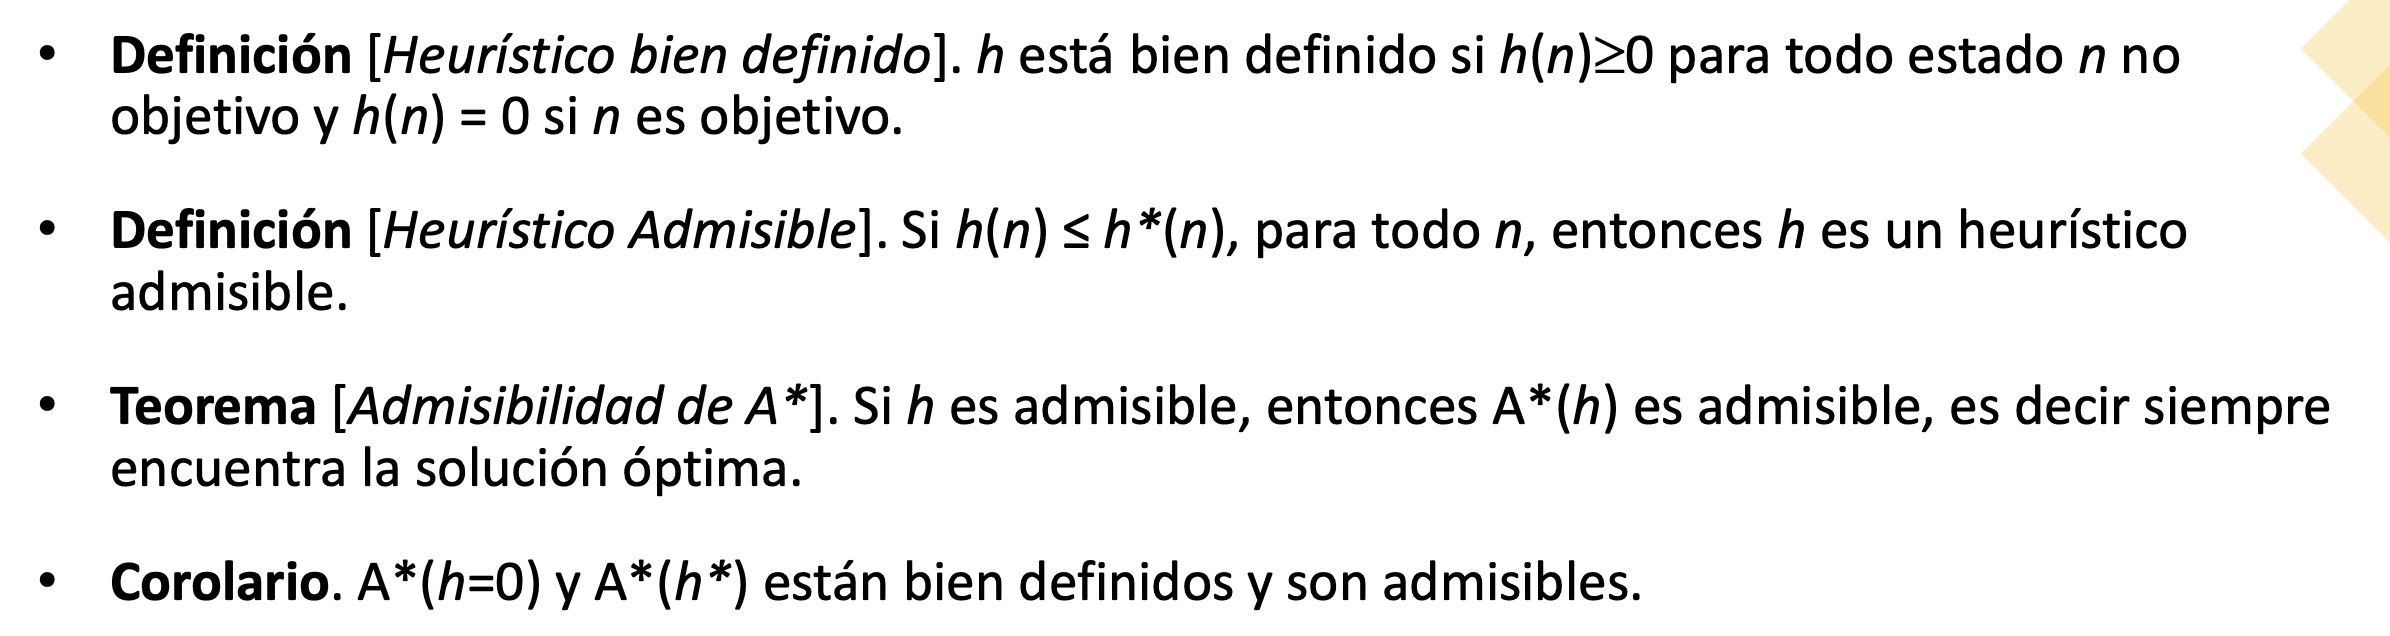 • Definición [Heurístico bien definido]. h está bien definido si h(n)≥0 para todo estado n no
objetivo y h(n) = 0 si n es objetivo.
• Definición [Heurístico Admisible]. Si h(n) ≤ h*(n), para todo n, entonces h es un heurístico
admisible.
• Teorema [Admisibilidad de A*]. Si h es admisible, entonces A*(h) es admisible, es decir siempre
encuentra la solución óptima.
• Corolario. A*(h=0) y A*(h*) están bien definidos y son admisibles.